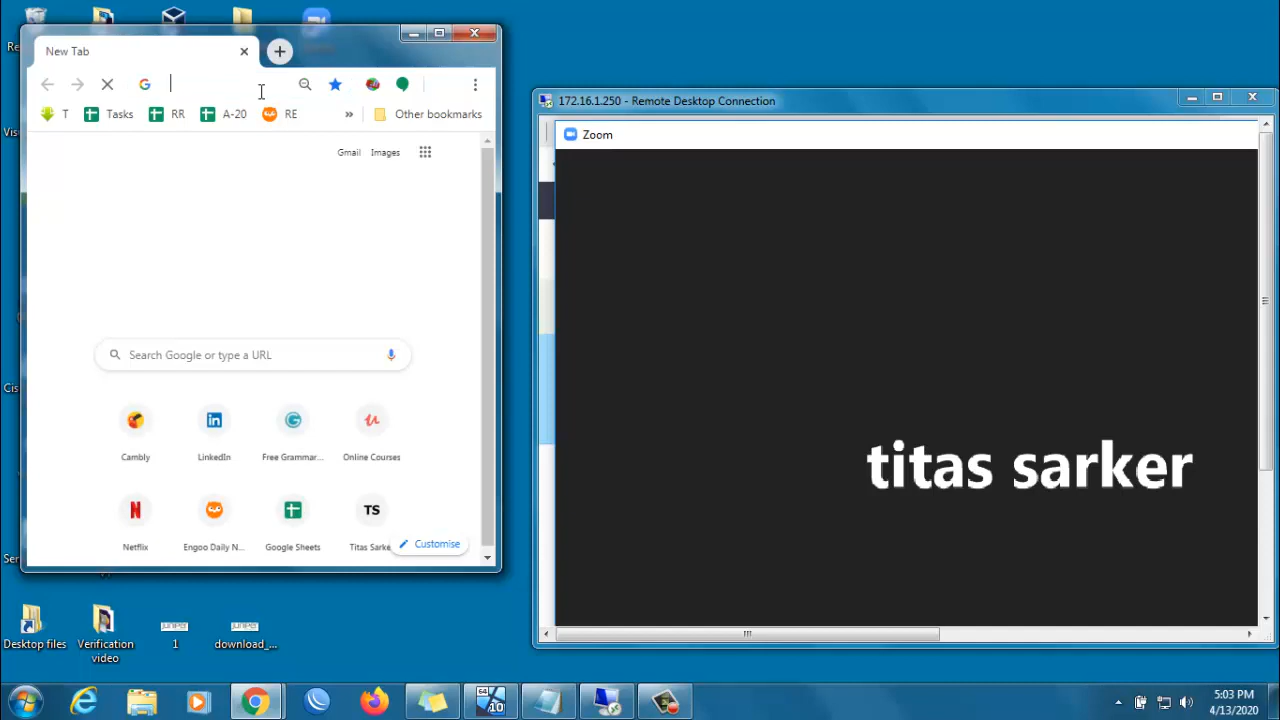 New Tab
T
Tasks
RR
A-20
RE
»
Other bookmarks
Gmail
Images
Search Google or type a URL
Cambly
LinkedIn
Free Grammar...
Online Courses
Netflix
Engoo Daily N...
Google Sheets
TS
Titas Sarke
Customise
172.16.1.250 - Remote Desktop Connection
Zoom
titas sarker
Desktop files
Verification
video
1
download_...
64
10
5:03 PM
4/13/2020